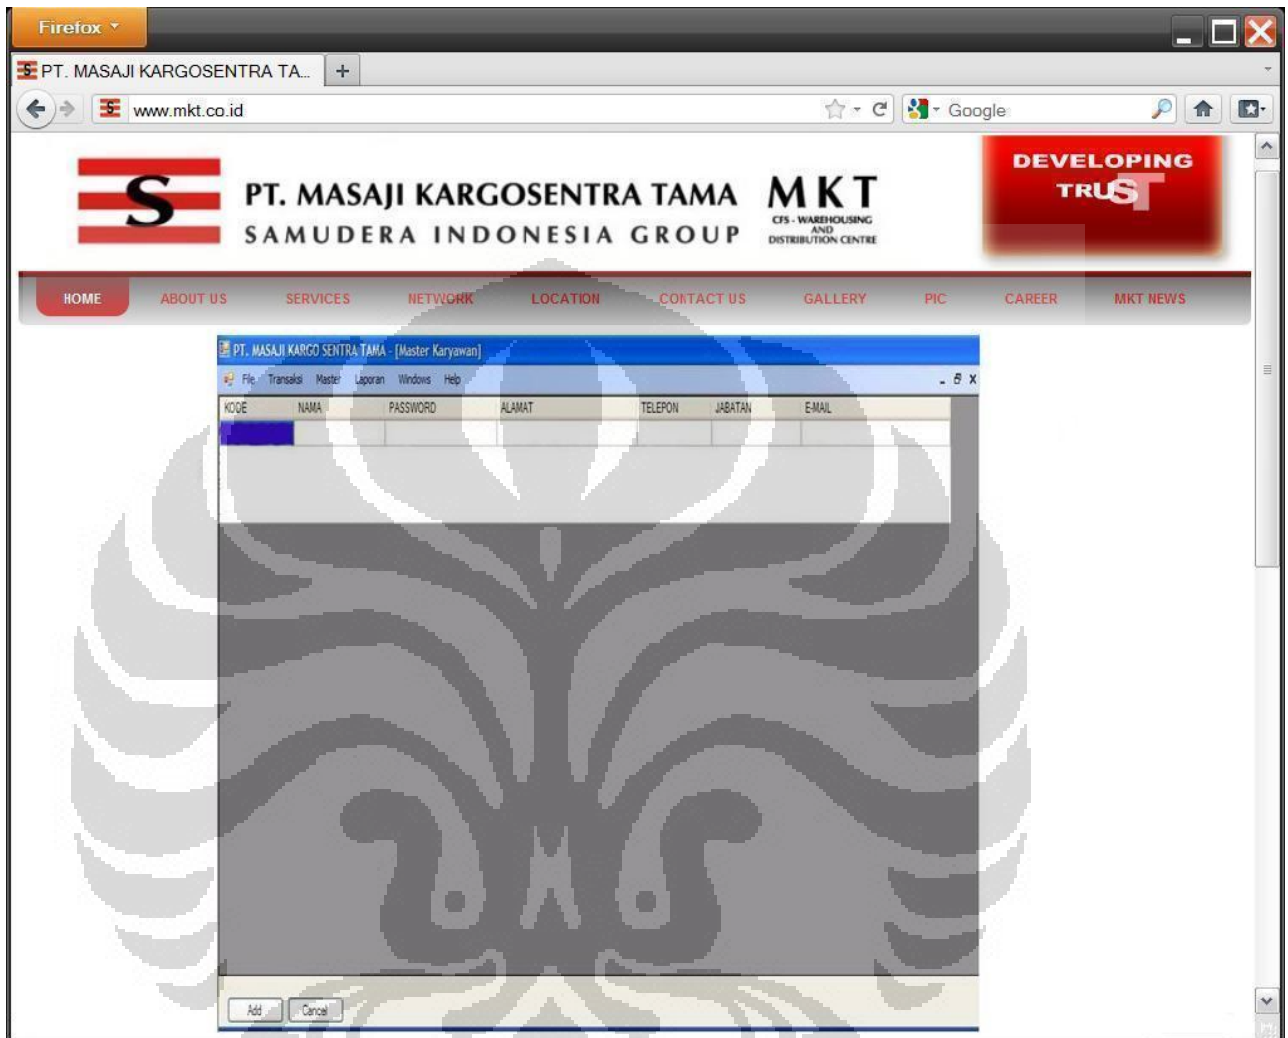 Firefox
PT. MASAJI KARGOSENTRA TA...
www.mkt.co.id
Google
S
PT. MASAJI KARGOSENTRA TAMA
SAMUDERA INDONESIA GROUP
MKT
CFS - WAREHOUSING
AND
DISTRIBUTION CENTRE
DEVELOPING
TRUST
HOME ABOUT US SERVICES NETWORK LOCATION CONTACT US GALLERY PIC CAREER MKT NEWS
PT. MASAJI KARGO SENTRA TAMA - [Master Karyawan]
File Transaksi Master Laporan Windows Help
KODE NAMA PASSWORD ALAMAT TELEPON JABATAN E-MAIL
Add Cancel